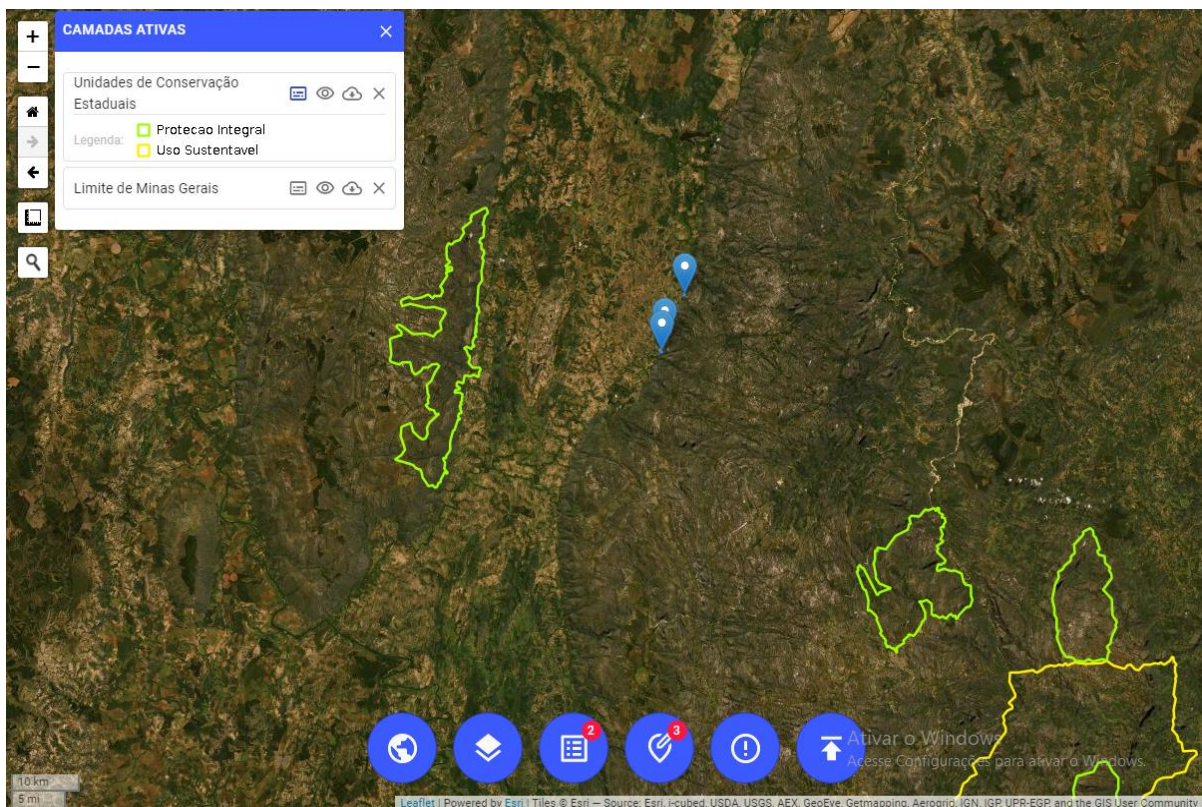 +
−
CAMADAS ATIVAS
Unidades de Conservação
Estaduais
Legenda:
Protecao Integral
Uso Sustentavel
Limite de Minas Gerais
2
3
Ativar o Windows
Acesse Configurações para ativar o Windows.
10 km
5 mi
Leaflet | Powered by Esri | Tiles © Esri — Source: Esri, i-cubed, USDA, USGS, AEX, GeoEye, Getmapping, Aerogrid, IGN, IGP, UPR-EGP, and the GIS User Community